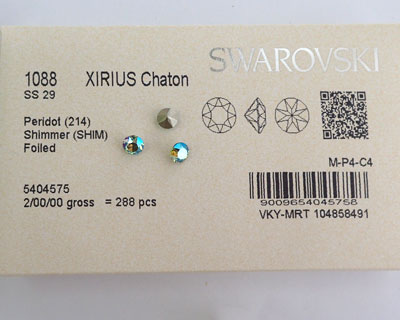 SWAROVSKI
1088 XIRIUS Chaton
SS 29
Peridot (214)
Shimmer (SHIM)
Foiled
M-P4-C4
5404575
2/00/00 gross = 288 pcs
9009654045758
VKY-MRT 104858491